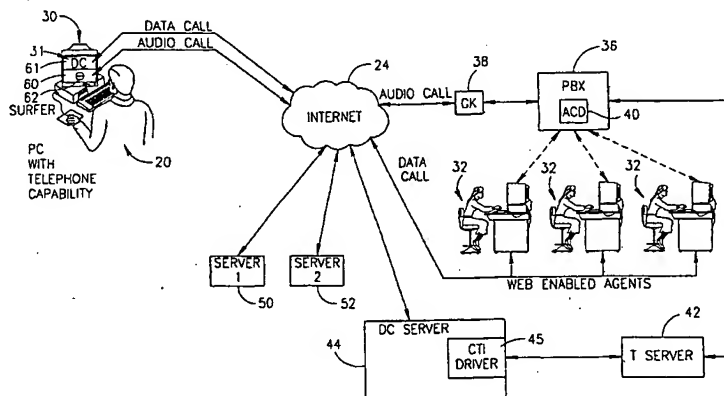 30
DATA CALL
31
AUDIO CALL
61
DC
60
62
SURFER
20
PC
WITH
TELEPHONE
CAPABILITY
24
INTERNET
AUDIO CALL
38
GK
36
PBX
ACD
40
DATA
CALL
32
32
32
WEB ENABLED AGENTS
SERVER
1
50
SERVER
2
52
DC SERVER
44
CTI
DRIVER
45
42
T SERVER